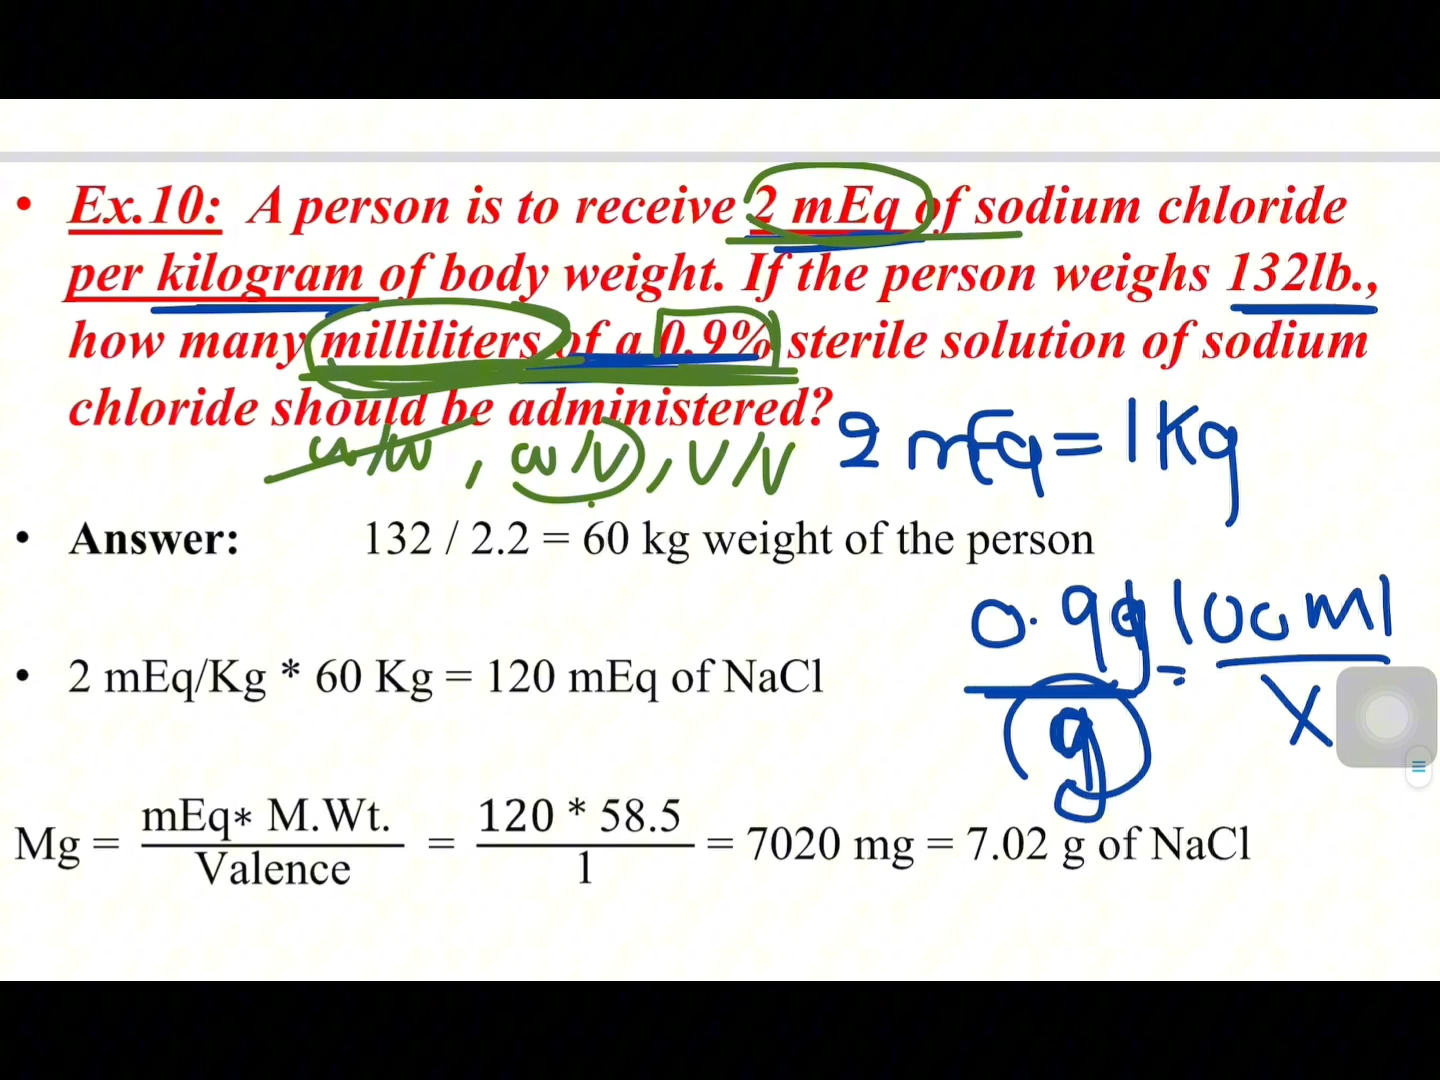 • Ex.10: A person is to receive 2 mEq of sodium chloride
per kilogram of body weight. If the person weighs 132lb.,
how many milliliters of a 0.9% sterile solution of sodium
chloride should be administered?
w/w, w/v, v/v 2 mEq = 1 Kg
• Answer: 132 / 2.2 = 60 kg weight of the person
0.9g/(g) = 100ml/X
• 2 mEq/Kg * 60 Kg = 120 mEq of NaCl
Mg = mEq* M.Wt./Valence = 120 * 58.5/1 = 7020 mg = 7.02 g of NaCl